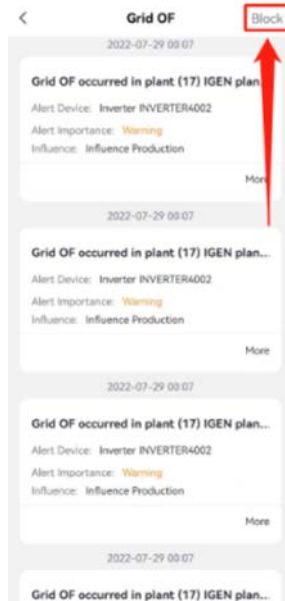 Grid OF
Block
2022-07-29 00:07
Grid OF occurred in plant (17) IGEN plan...
Alert Device: Inverter INVERTER4002
Alert Importance: Warning
Influence: Influence Production
More
2022-07-29 00:07
Grid OF occurred in plant (17) IGEN plan...
Alert Device: Inverter INVERTER4002
Alert Importance: Warning
Influence: Influence Production
More
2022-07-29 00:07
Grid OF occurred in plant (17) IGEN plan...
Alert Device: Inverter INVERTER4002
Alert Importance: Warning
Influence: Influence Production
More
2022-07-29 00:07
Grid OF occurred in plant (17) IGEN plan...